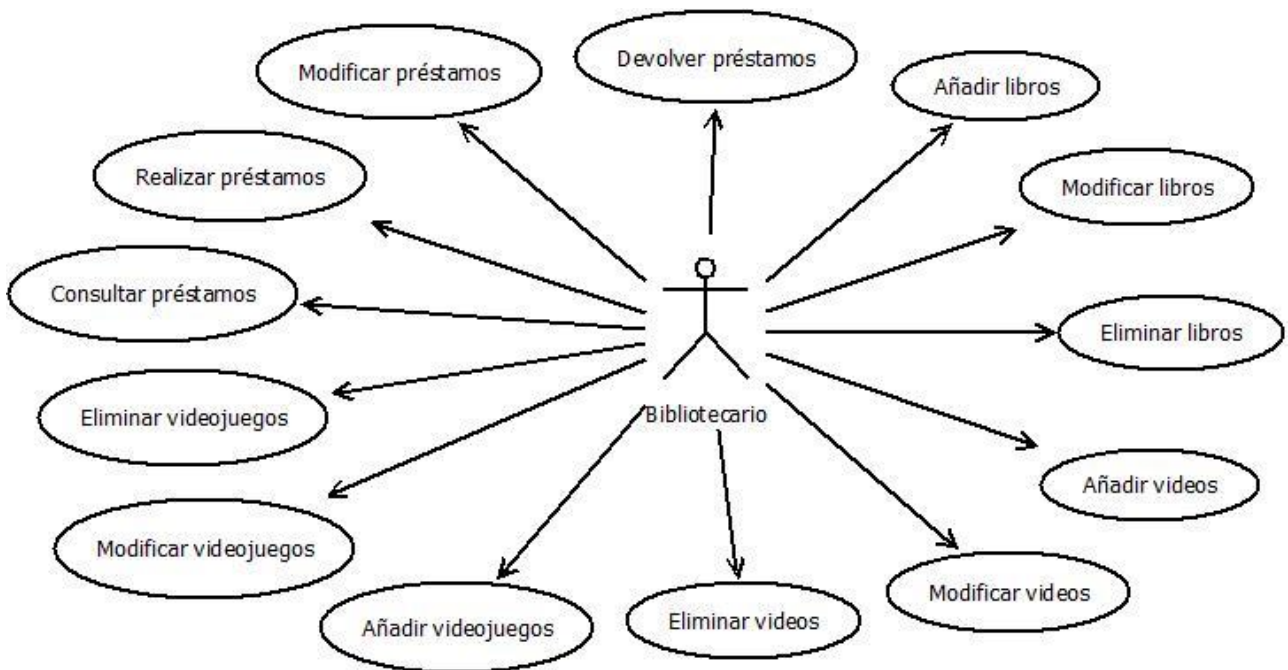 Devolver préstamos
Modificar préstamos
Añadir libros
Realizar préstamos
Modificar libros
Consultar préstamos
Eliminar libros
Eliminar videojuegos
Bibliotecario
Añadir videos
Modificar videojuegos
Modificar videos
Añadir videojuegos
Eliminar videos